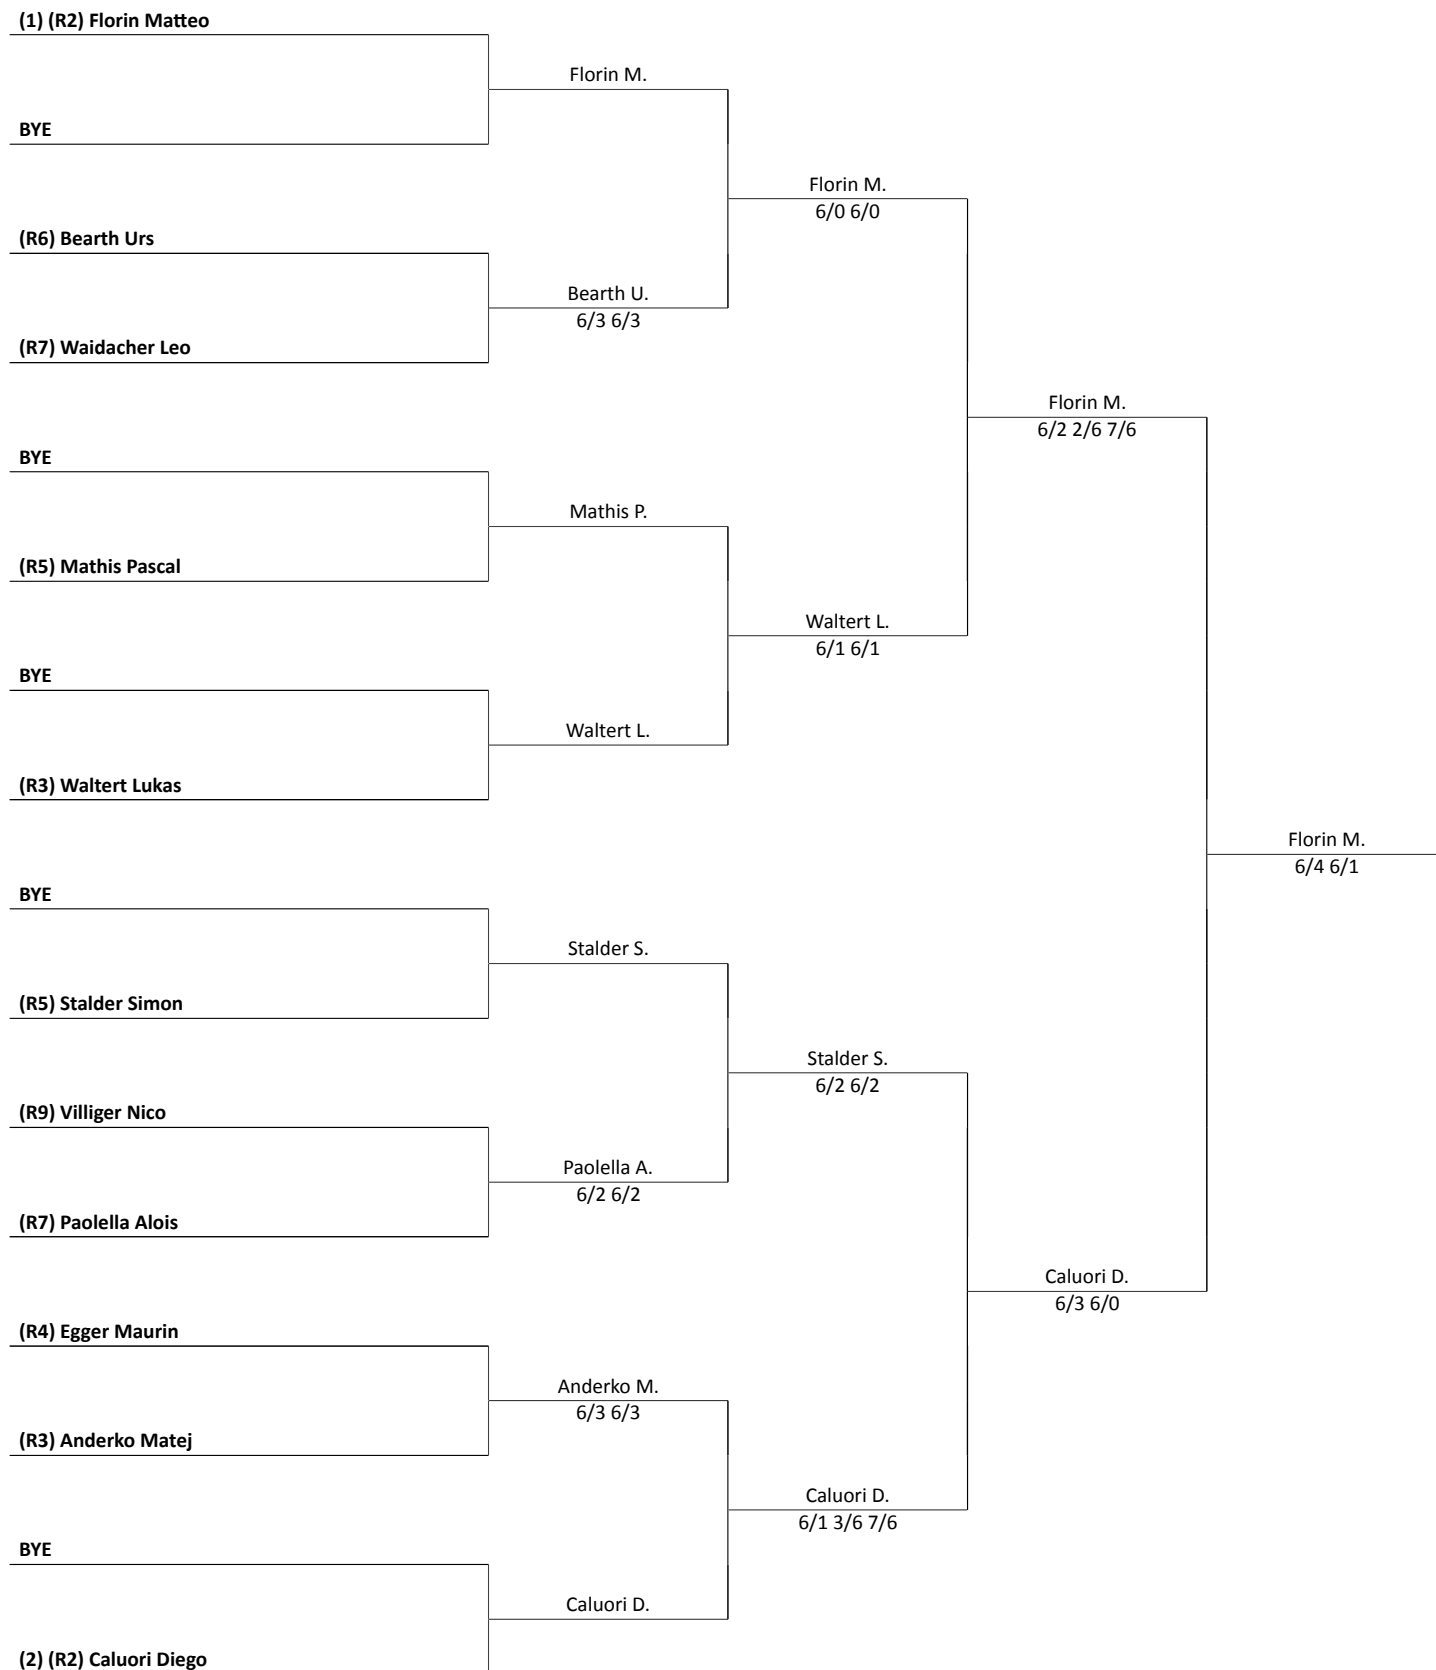 (1) (R2) Florin Matteo
Florin M.
BYE
Florin M.
6/0 6/0
(R6) Bearth Urs
Bearth U.
6/3 6/3
(R7) Waidacher Leo
Florin M.
6/2 2/6 7/6
BYE
Mathis P.
(R5) Mathis Pascal
Waltert L.
6/1 6/1
BYE
Waltert L.
(R3) Waltert Lukas
Florin M.
6/4 6/1
BYE
Stalder S.
(R5) Stalder Simon
Stalder S.
6/2 6/2
(R9) Villiger Nico
Paolella A.
6/2 6/2
(R7) Paolella Alois
Caluori D.
6/3 6/0
(R4) Egger Maurin
Anderko M.
6/3 6/3
(R3) Anderko Matej
Caluori D.
6/1 3/6 7/6
BYE
Caluori D.
(2) (R2) Caluori Diego